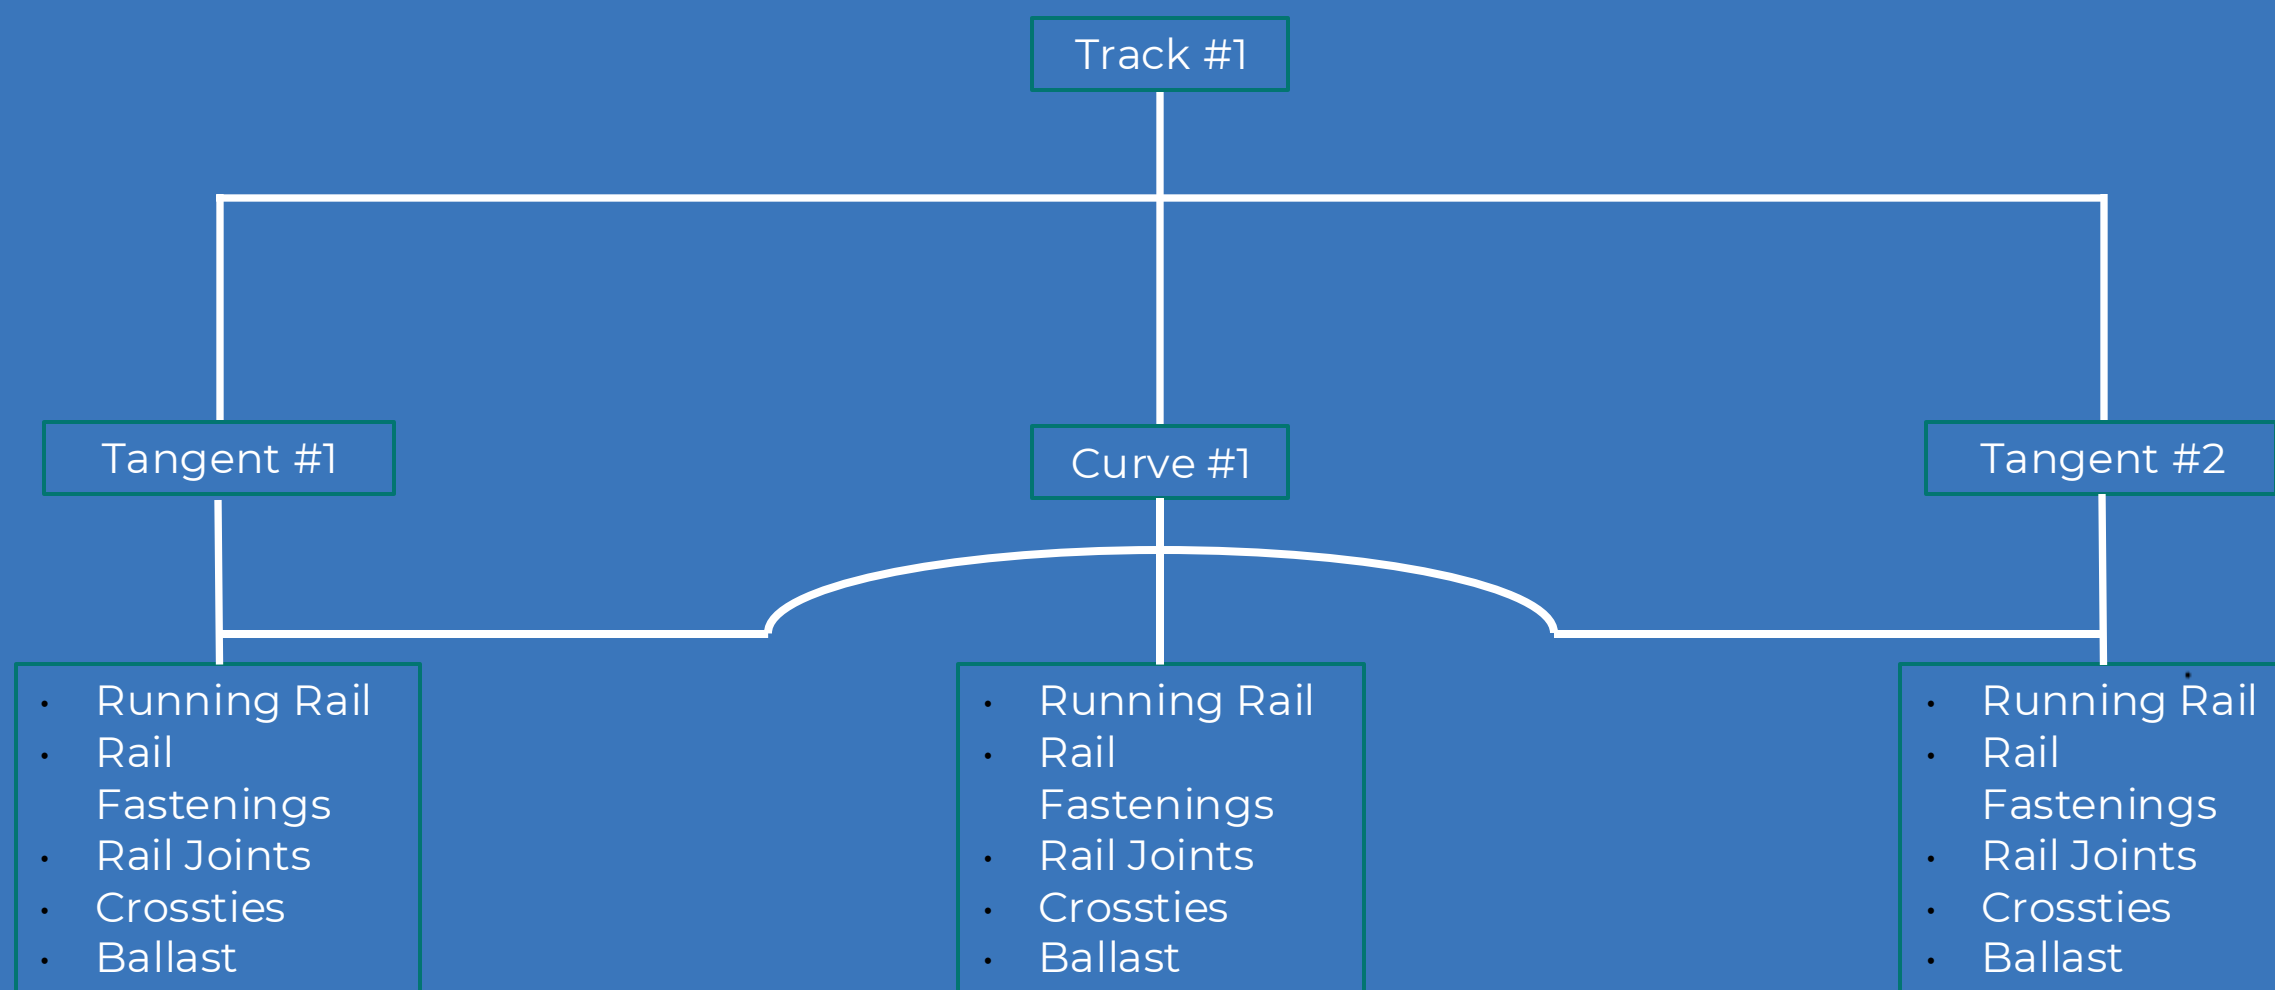 Track #1
Tangent #1
Curve #1
Tangent #2
• Running Rail
• Rail
Fastenings
• Rail Joints
• Crossties
• Ballast
• Running Rail
• Rail
Fastenings
• Rail Joints
• Crossties
• Ballast
• Running Rail
• Rail
Fastenings
• Rail Joints
• Crossties
• Ballast